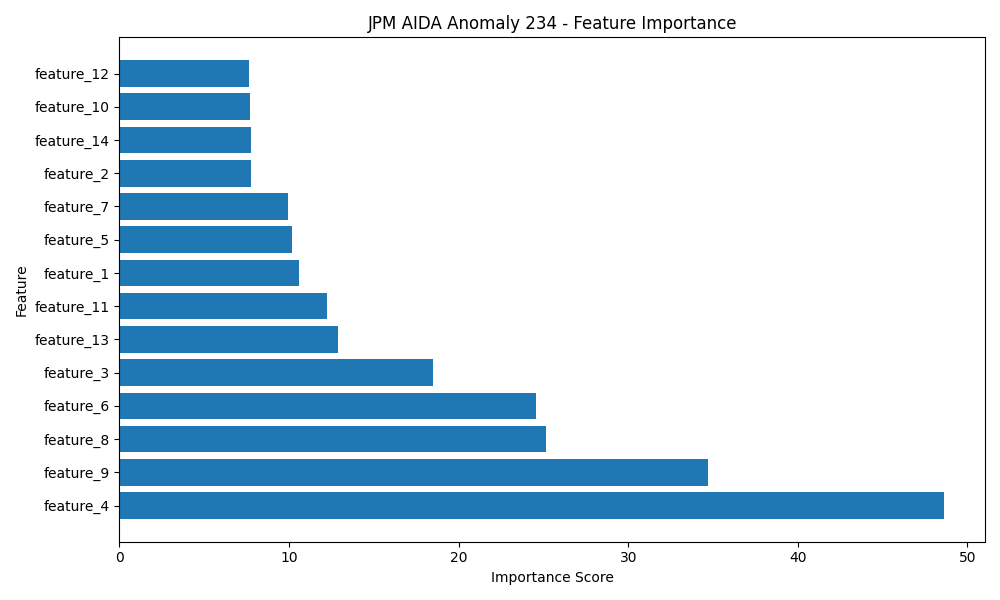 JPM AIDA Anomaly 234 - Feature Importance
feature_12
feature_10
feature_14
feature_2
feature_7
feature_5
feature_1
feature_11
feature_13
feature_3
feature_6
feature_8
feature_9
feature_4
Feature
0 10 20 30 40 50
Importance Score